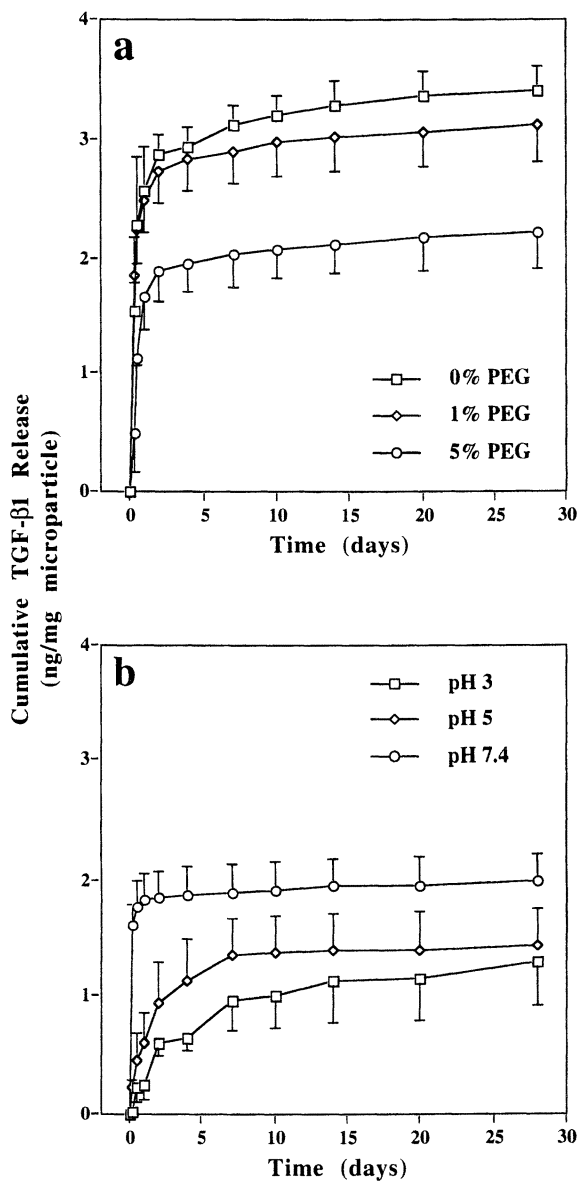 a
4
3
2
1
0
0% PEG
1% PEG
5% PEG
0 5 10 15 20 25 30
Time (days)
Cumulative TGF-β1 Release
(ng/mg microparticle)
b
4
3
2
1
0
pH 3
pH 5
pH 7.4
0 5 10 15 20 25 30
Time (days)